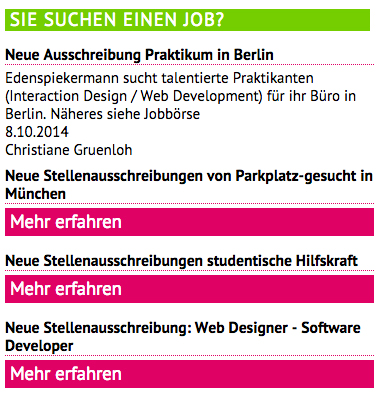 SIE SUCHEN EINEN JOB?
Neue Ausschreibung Praktikum in Berlin
Edenspiekermann sucht talentierte Praktikanten
(Interaction Design / Web Development) für ihr Büro in
Berlin. Näheres siehe Jobbörse
8.10.2014
Christiane Gruenloh
Neue Stellenausschreibungen von Parkplatz-gesucht in
München
Mehr erfahren
Neue Stellenausschreibungen studentische Hilfskraft
Mehr erfahren
Neue Stellenausschreibung: Web Designer - Software
Developer
Mehr erfahren